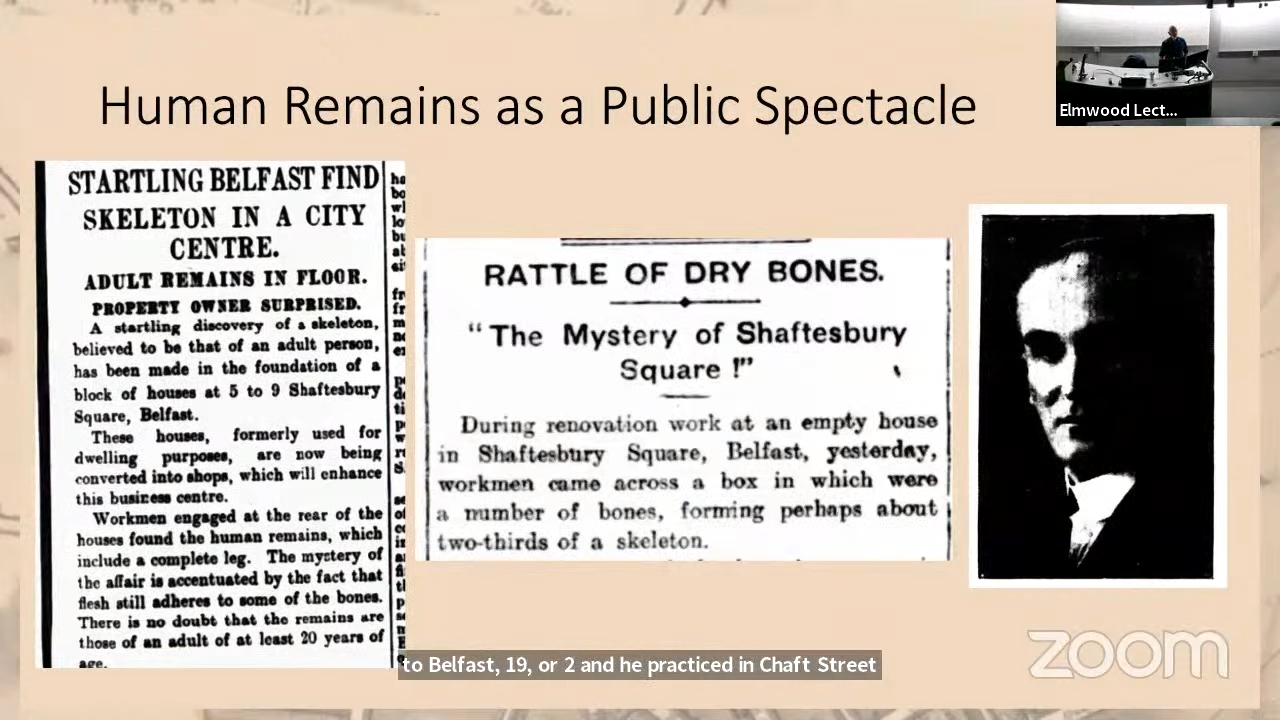 Human Remains as a Public Spectacle
Elmwood Lect...
STARTLING BELFAST FIND
SKELETON IN A CITY
CENTRE.
ADULT REMAINS IN FLOOR.
PROPERTY OWNER SURPRISED.
A startling discovery of a skeleton,
believed to be that of an adult person,
has been made in the foundation of a
block of houses at 5 to 9 Shaftesbury
Square, Belfast.
These houses, formerly used for
dwelling purposes, are now being
converted into shops, which will enhance
this business centre.
Workmen engaged at the rear of the
houses found the human remains, which
include a complete leg. The mystery of
the affair is accentuated by the fact that
flesh still adheres to some of the bones.
There is no doubt that the remains are
those of an adult of at least 20 years of
age.
RATTLE OF DRY BONES.
"The Mystery of Shaftesbury
Square !"
During renovation work at an empty house
in Shaftesbury Square, Belfast, yesterday,
workmen came across a box in which were
a number of bones, forming perhaps about
two-thirds of a skeleton.
to Belfast, 19, or 2 and he practiced in Chaft Street
zoom